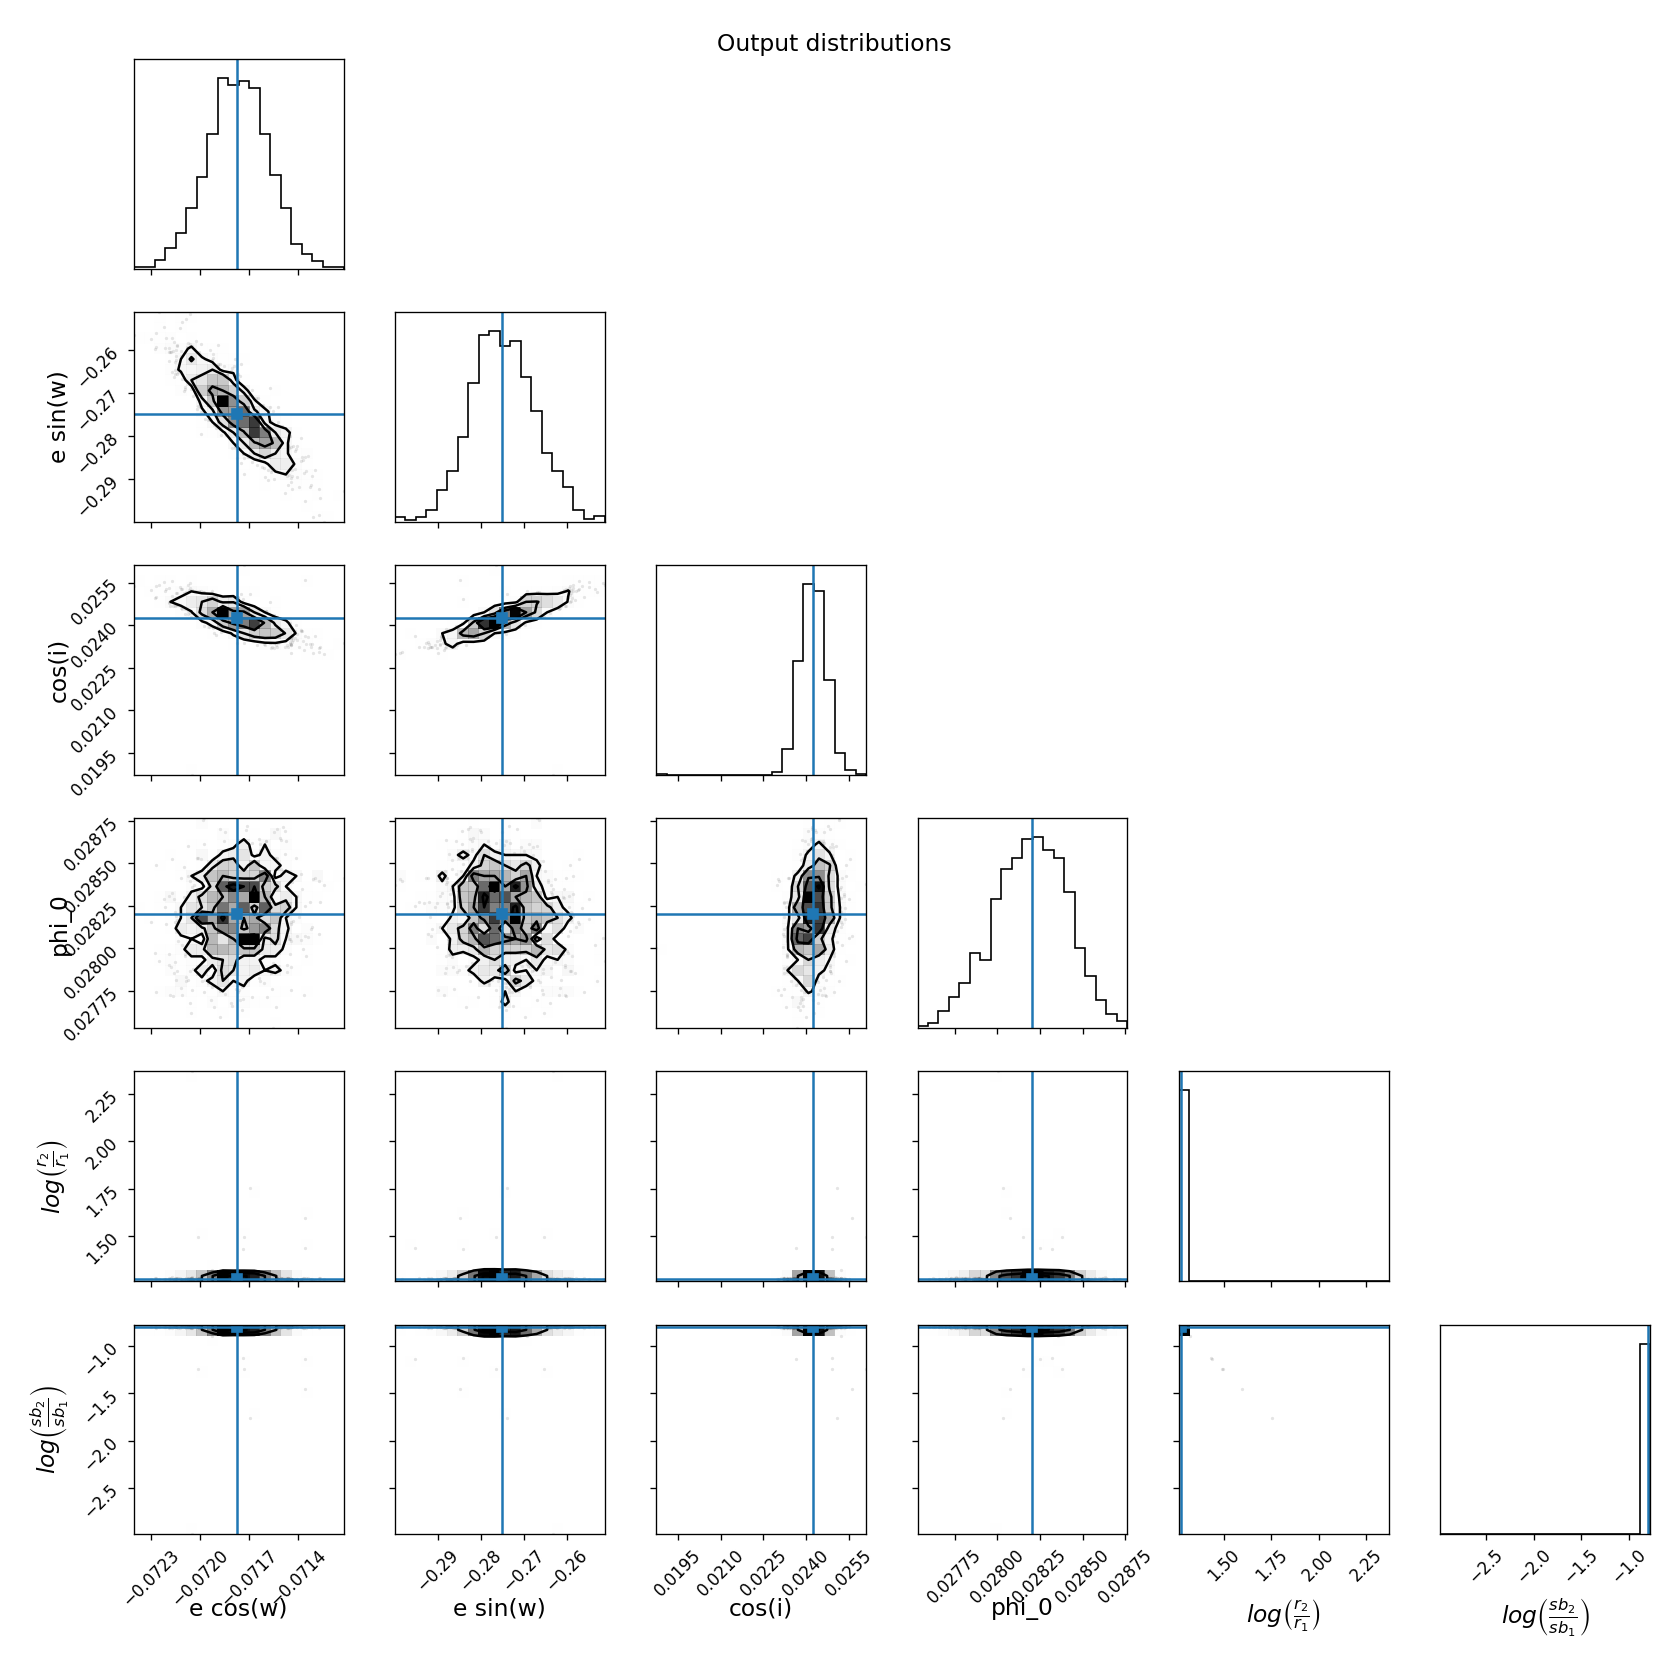 Output distributions
e sin(w)
−0.26
−0.27
−0.28
−0.29
cos(i)
0.0255
0.0240
0.0225
0.0210
0.0195
phi_0
0.02875
0.02850
0.02825
0.02800
0.02775
log(r2/r1)
2.25
2.00
1.75
1.50
log(sb2/sb1)
−1.0
−1.5
−2.0
−2.5
−0.0723 −0.0720 −0.0717 −0.0714
−0.29 −0.28 −0.27 −0.26
0.0195 0.0210 0.0225 0.0240 0.0255
0.02775 0.02800 0.02825 0.02850 0.02875
1.50 1.75 2.00 2.25
−2.5 −2.0 −1.5 −1.0
e cos(w) e sin(w) cos(i) phi_0 log(r2/r1) log(sb2/sb1)